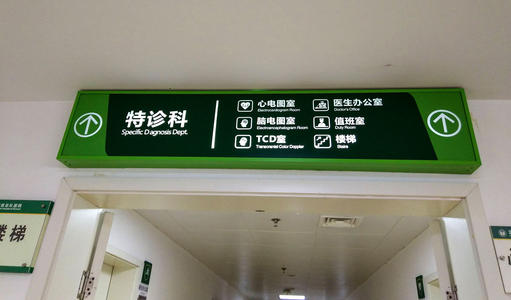 特诊科
Specific Diagnosis Dept.
心电图室
Electrocardiogram Room
脑电图室
Electroencephalogram Room
TCD室
Transcranial Color Doppler
医生办公室
Doctor's Office
值班室
Duty Room
楼梯
Stairs
楼梯